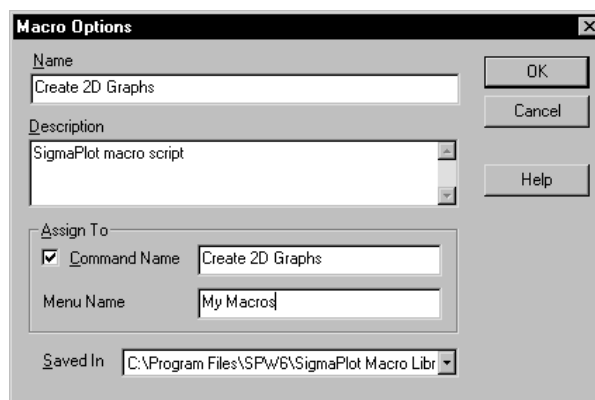 Macro Options
Name
Create 2D Graphs
OK
Cancel
Description
SigmaPlot macro script
Help
Assign To
Command Name Create 2D Graphs
Menu Name My Macros
Saved In C:\Program Files\SPW6\SigmaPlot Macro Libr